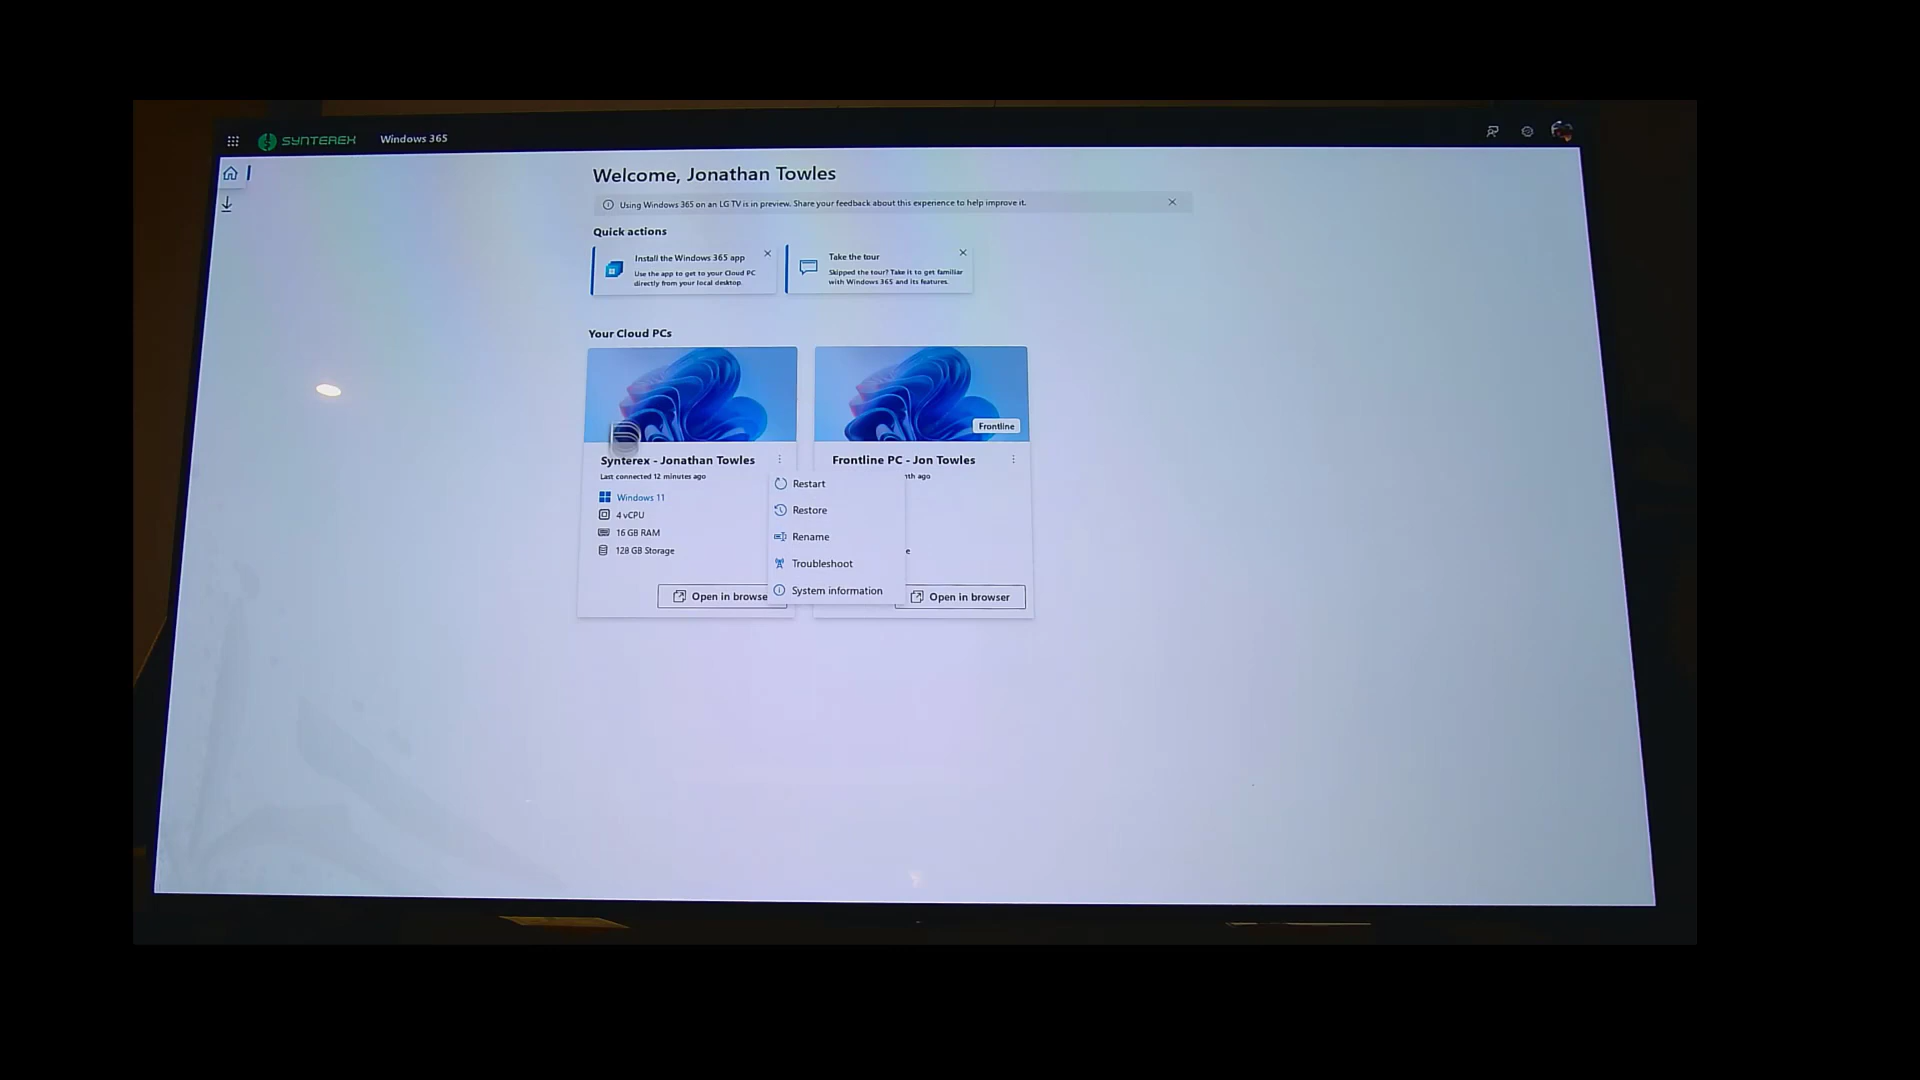 SYNTEREX
Windows 365
Welcome, Jonathan Towles
Using Windows 365 on an LG TV is in preview. Share your feedback about this experience to help improve it.
Quick actions
Install the Windows 365 app
Use the app to get to your Cloud PC
directly from your local desktop.
Take the tour
Skipped the tour? Take it to get familiar
with Windows 365 and its features.
Your Cloud PCs
Synterex - Jonathan Towles
Last connected 12 minutes ago
Windows 11
4 vCPU
16 GB RAM
128 GB Storage
Open in browse
Restart
Restore
Rename
Troubleshoot
System information
Frontline
Frontline PC - Jon Towles
nth ago
e
Open in browser